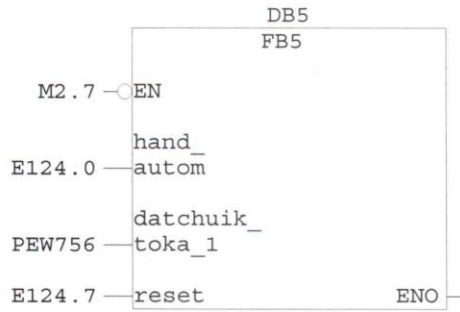 DB5
FB5
M2.7 EN
hand_
E124.0 autom
datchuik_
PEW756 toka_1
E124.7 reset ENO